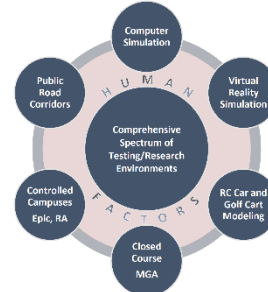 Computer
Simulation
Public
Road
Corridors
Virtual
Reality
Simulation
HUMAN
Comprehensive
Spectrum of
Testing/Research
Environments
FACTORS
Controlled
Campuses
Epic, RA
RC Car and
Golf Cart
Modeling
Closed
Course
MGA